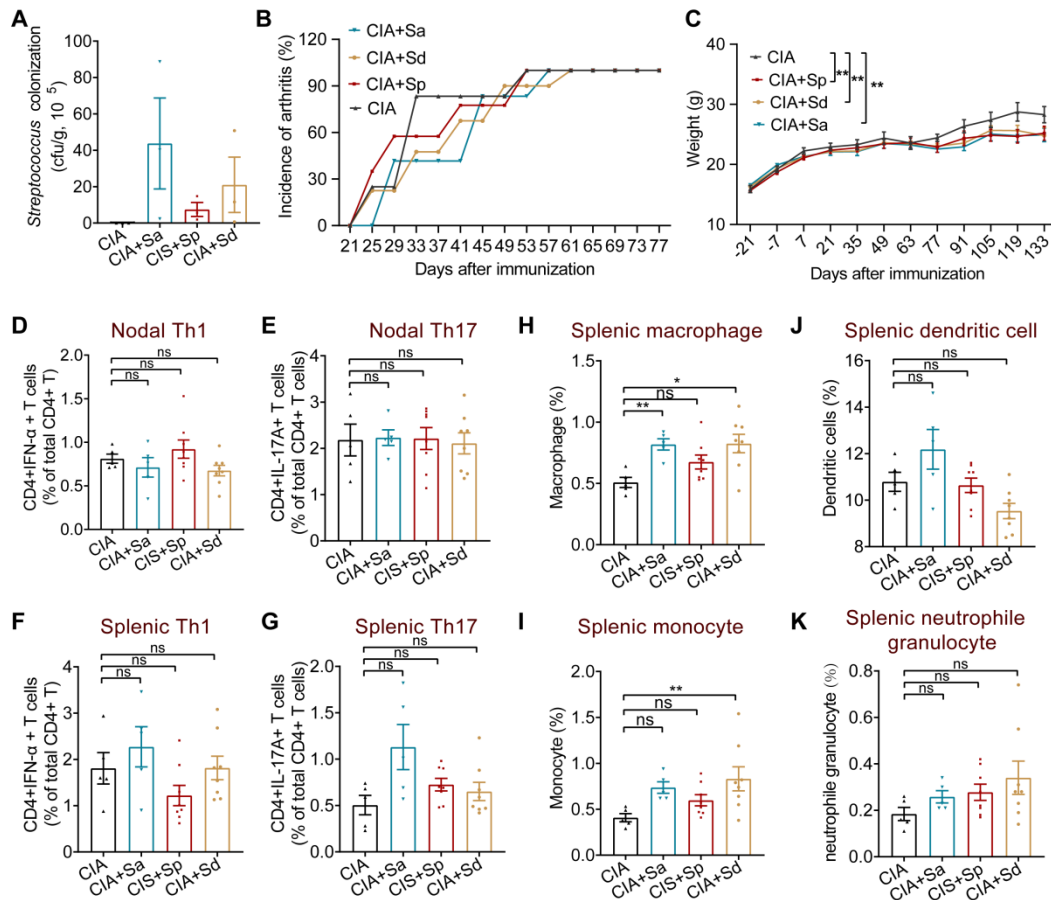 A
Streptococcus colonization
(cfu/g, 10 5)
100
80
60
40
20
0
CIA
CIA+Sa
CIS+Sp
CIA+Sd
B
CIA+Sa
CIA+Sd
CIA+Sp
CIA
Incidence of arthritis (%)
120
90
60
30
0
21 25 29 33 37 41 45 49 53 57 61 65 69 73 77
Days after immunization
C
CIA
CIA+Sp
CIA+Sd
CIA+Sa
** ** **
Weight (g)
40
30
20
10
-21 -7 7 21 35 49 63 77 91 105 119 133
Days after immunization
D
Nodal Th1
CD4+IFN-α + T cells
(% of total CD4+ T)
2.0
1.5
1.0
0.5
0.0
ns
ns
ns
CIA
CIA+Sa
CIS+Sp
CIA+Sd
E
Nodal Th17
CD4+IL-17A+ T cells
(% of total CD4+ T cells)
4
3
2
1
0
ns
ns
ns
CIA
CIA+Sa
CIS+Sp
CIA+Sd
H
Splenic macrophage
Macrophage (%)
2.0
1.5
1.0
0.5
0.0
*
ns
**
CIA
CIA+Sa
CIS+Sp
CIA+Sd
J
Splenic dendritic cell
Dendritic cells (%)
16
14
12
10
8
ns
ns
ns
CIA
CIA+Sa
CIS+Sp
CIA+Sd
F
Splenic Th1
CD4+IFN-α + T cells
(% of total CD4+ T)
4
3
2
1
0
ns
ns
ns
CIA
CIA+Sa
CIS+Sp
CIA+Sd
G
Splenic Th17
CD4+IL-17A+ T cells
(% of total CD4+ T cells)
2.0
1.5
1.0
0.5
0.0
ns
ns
ns
CIA
CIA+Sa
CIS+Sp
CIA+Sd
I
Splenic monocyte
Monocyte (%)
2.0
1.5
1.0
0.5
0.0
**
ns
ns
CIA
CIA+Sa
CIS+Sp
CIA+Sd
K
Splenic neutrophile
granulocyte
neutrophile granulocyte (%)
0.8
0.6
0.4
0.2
0.0
ns
ns
ns
CIA
CIA+Sa
CIS+Sp
CIA+Sd